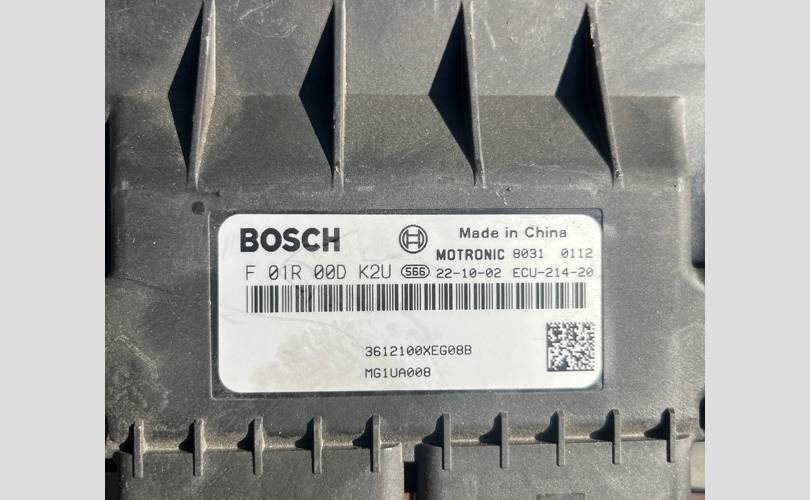 BOSCH
Made in China
MOTRONIC 8031 0112
F 01R 00D K2U S66 22-10-02 ECU-214-20
3612100XEG08B
MG1UA008